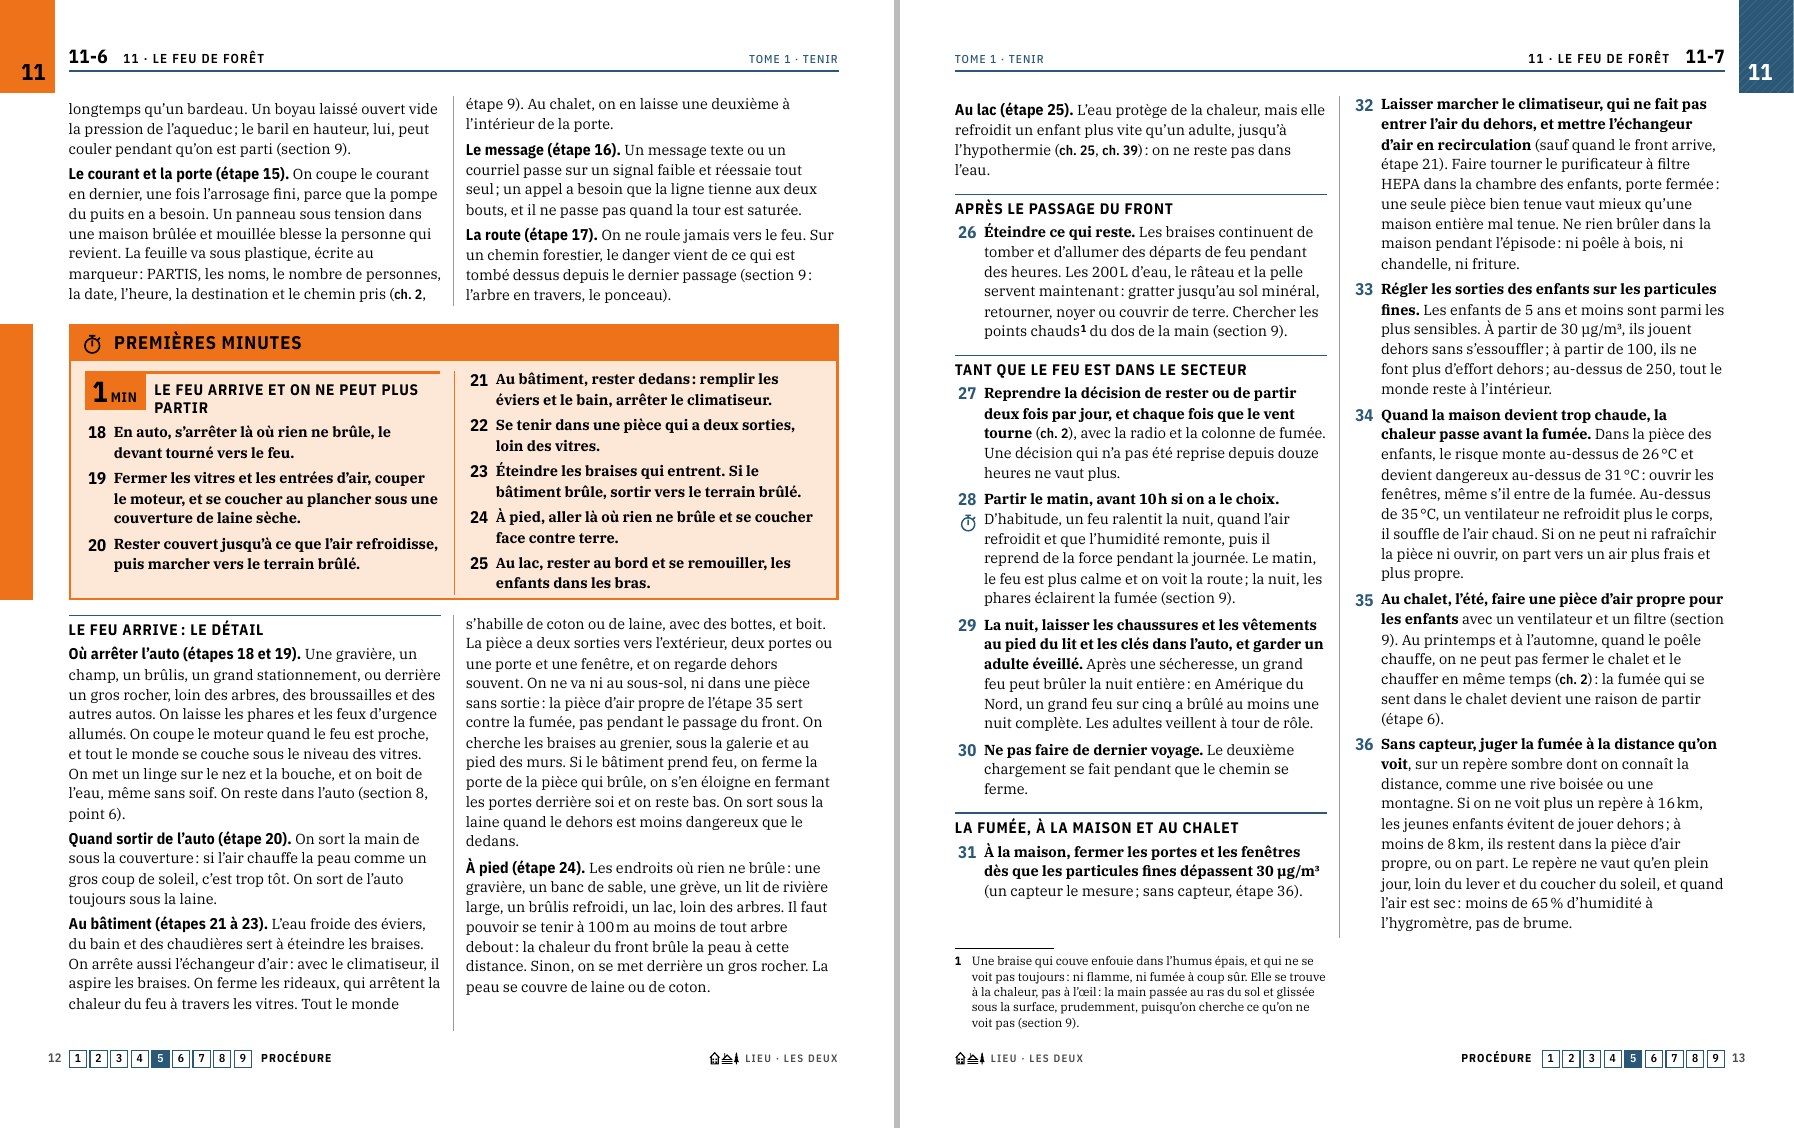 11
11-6 11 · LE FEU DE FORÊT
TOME 1 · TENIR
longtemps qu’un bardeau. Un boyau laissé ouvert vide
la pression de l’aqueduc ; le baril en hauteur, lui, peut
couler pendant qu’on est parti (section 9).
Le courant et la porte (étape 15). On coupe le courant
en dernier, une fois l’arrosage fini, parce que la pompe
du puits en a besoin. Un panneau sous tension dans
une maison brûlée et mouillée blesse la personne qui
revient. La feuille va sous plastique, écrite au
marqueur : PARTIS, les noms, le nombre de personnes,
la date, l’heure, la destination et le chemin pris (ch. 2,
étape 9). Au chalet, on en laisse une deuxième à
l’intérieur de la porte.
Le message (étape 16). Un message texte ou un
courriel passe sur un signal faible et réessaie tout
seul ; un appel a besoin que la ligne tienne aux deux
bouts, et il ne passe pas quand la tour est saturée.
La route (étape 17). On ne roule jamais vers le feu. Sur
un chemin forestier, le danger vient de ce qui est
tombé dessus depuis le dernier passage (section 9 :
l’arbre en travers, le ponceau).
PREMIÈRES MINUTES
1 MIN LE FEU ARRIVE ET ON NE PEUT PLUS
PARTIR
18 En auto, s’arrêter là où rien ne brûle, le
devant tourné vers le feu.
19 Fermer les vitres et les entrées d’air, couper
le moteur, et se coucher au plancher sous une
couverture de laine sèche.
20 Rester couvert jusqu’à ce que l’air refroidisse,
puis marcher vers le terrain brûlé.
21 Au bâtiment, rester dedans : remplir les
éviers et le bain, arrêter le climatiseur.
22 Se tenir dans une pièce qui a deux sorties,
loin des vitres.
23 Éteindre les braises qui entrent. Si le
bâtiment brûle, sortir vers le terrain brûlé.
24 À pied, aller là où rien ne brûle et se coucher
face contre terre.
25 Au lac, rester au bord et se remouiller, les
enfants dans les bras.
LE FEU ARRIVE : LE DÉTAIL
Où arrêter l’auto (étapes 18 et 19). Une gravière, un
champ, un brûlis, un grand stationnement, ou derrière
un gros rocher, loin des arbres, des broussailles et des
autres autos. On laisse les phares et les feux d’urgence
allumés. On coupe le moteur quand le feu est proche,
et tout le monde se couche sous le niveau des vitres.
On met un linge sur le nez et la bouche, et on boit de
l’eau, même sans soif. On reste dans l’auto (section 8,
point 6).
Quand sortir de l’auto (étape 20). On sort la main de
sous la couverture : si l’air chauffe la peau comme un
gros coup de soleil, c’est trop tôt. On sort de l’auto
toujours sous la laine.
Au bâtiment (étapes 21 à 23). L’eau froide des éviers,
du bain et des chaudières sert à éteindre les braises.
On arrête aussi l’échangeur d’air : avec le climatiseur, il
aspire les braises. On ferme les rideaux, qui arrêtent la
chaleur du feu à travers les vitres. Tout le monde
s’habille de coton ou de laine, avec des bottes, et boit.
La pièce a deux sorties vers l’extérieur, deux portes ou
une porte et une fenêtre, et on regarde dehors
souvent. On ne va ni au sous-sol, ni dans une pièce
sans sortie : la pièce d’air propre de l’étape 35 sert
contre la fumée, pas pendant le passage du front. On
cherche les braises au grenier, sous la galerie et au
pied des murs. Si le bâtiment prend feu, on ferme la
porte de la pièce qui brûle, on s’en éloigne en fermant
les portes derrière soi et on reste bas. On sort sous la
laine quand le dehors est moins dangereux que le
dedans.
À pied (étape 24). Les endroits où rien ne brûle : une
gravière, un banc de sable, une grève, un lit de rivière
large, un brûlis refroidi, un lac, loin des arbres. Il faut
pouvoir se tenir à 100 m au moins de tout arbre
debout : la chaleur du front brûle la peau à cette
distance. Sinon, on se met derrière un gros rocher. La
peau se couvre de laine ou de coton.
12 1 2 3 4 5 6 7 8 9 PROCÉDURE
LIEU · LES DEUX
TOME 1 · TENIR
11 · LE FEU DE FORÊT 11-7
11
Au lac (étape 25). L’eau protège de la chaleur, mais elle
refroidit un enfant plus vite qu’un adulte, jusqu’à
l’hypothermie (ch. 25, ch. 39) : on ne reste pas dans
l’eau.
APRÈS LE PASSAGE DU FRONT
26 Éteindre ce qui reste. Les braises continuent de
tomber et d’allumer des départs de feu pendant
des heures. Les 200 L d’eau, le râteau et la pelle
servent maintenant : gratter jusqu’au sol minéral,
retourner, noyer ou couvrir de terre. Chercher les
points chauds¹ du dos de la main (section 9).
TANT QUE LE FEU EST DANS LE SECTEUR
27 Reprendre la décision de rester ou de partir
deux fois par jour, et chaque fois que le vent
tourne (ch. 2), avec la radio et la colonne de fumée.
Une décision qui n’a pas été reprise depuis douze
heures ne vaut plus.
28 Partir le matin, avant 10 h si on a le choix.
D’habitude, un feu ralentit la nuit, quand l’air
refroidit et que l’humidité remonte, puis il
reprend de la force pendant la journée. Le matin,
le feu est plus calme et on voit la route ; la nuit, les
phares éclairent la fumée (section 9).
29 La nuit, laisser les chaussures et les vêtements
au pied du lit et les clés dans l’auto, et garder un
adulte éveillé. Après une sécheresse, un grand
feu peut brûler la nuit entière : en Amérique du
Nord, un grand feu sur cinq a brûlé au moins une
nuit complète. Les adultes veillent à tour de rôle.
30 Ne pas faire de dernier voyage. Le deuxième
chargement se fait pendant que le chemin se
ferme.
LA FUMÉE, À LA MAISON ET AU CHALET
31 À la maison, fermer les portes et les fenêtres
dès que les particules fines dépassent 30 µg/m³
(un capteur le mesure ; sans capteur, étape 36).
1 Une braise qui couve enfouie dans l’humus épais, et qui ne se
voit pas toujours : ni flamme, ni fumée à coup sûr. Elle se trouve
à la chaleur, pas à l’œil : la main passée au ras du sol et glissée
sous la surface, prudemment, puisqu’on cherche ce qu’on ne
voit pas (section 9).
32 Laisser marcher le climatiseur, qui ne fait pas
entrer l’air du dehors, et mettre l’échangeur
d’air en recirculation (sauf quand le front arrive,
étape 21). Faire tourner le purificateur à filtre
HEPA dans la chambre des enfants, porte fermée :
une seule pièce bien tenue vaut mieux qu’une
maison entière mal tenue. Ne rien brûler dans la
maison pendant l’épisode : ni poêle à bois, ni
chandelle, ni friture.
33 Régler les sorties des enfants sur les particules
fines. Les enfants de 5 ans et moins sont parmi les
plus sensibles. À partir de 30 µg/m³, ils jouent
dehors sans s’essouffler ; à partir de 100, ils ne
font plus d’effort dehors ; au-dessus de 250, tout le
monde reste à l’intérieur.
34 Quand la maison devient trop chaude, la
chaleur passe avant la fumée. Dans la pièce des
enfants, le risque monte au-dessus de 26 °C et
devient dangereux au-dessus de 31 °C : ouvrir les
fenêtres, même s’il entre de la fumée. Au-dessus
de 35 °C, un ventilateur ne refroidit plus le corps,
il souffle de l’air chaud. Si on ne peut ni rafraîchir
la pièce ni ouvrir, on part vers un air plus frais et
plus propre.
35 Au chalet, l’été, faire une pièce d’air propre pour
les enfants avec un ventilateur et un filtre (section
9). Au printemps et à l’automne, quand le poêle
chauffe, on ne peut pas fermer le chalet et le
chauffer en même temps (ch. 2) : la fumée qui se
sent dans le chalet devient une raison de partir
(étape 6).
36 Sans capteur, juger la fumée à la distance qu’on
voit, sur un repère sombre dont on connaît la
distance, comme une rive boisée ou une
montagne. Si on ne voit plus un repère à 16 km,
les jeunes enfants évitent de jouer dehors ; à
moins de 8 km, ils restent dans la pièce d’air
propre, ou on part. Le repère ne vaut qu’en plein
jour, loin du lever et du coucher du soleil, et quand
l’air est sec : moins de 65 % d’humidité à
l’hygromètre, pas de brume.
LIEU · LES DEUX
PROCÉDURE 1 2 3 4 5 6 7 8 9 13